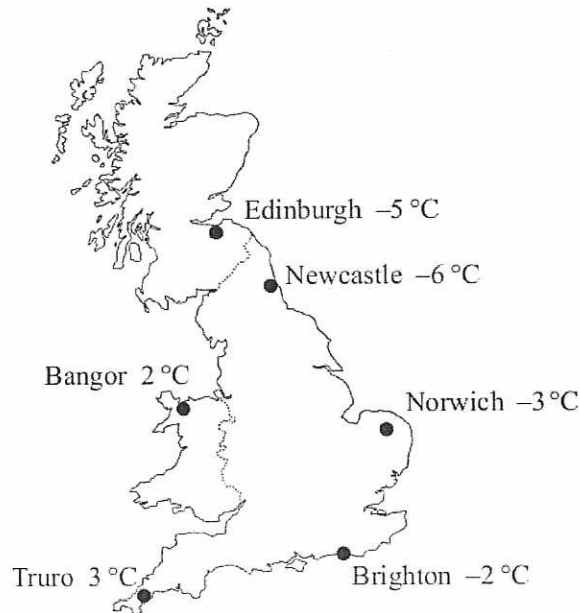 Edinburgh –5 °C
Newcastle –6 °C
Bangor 2 °C
Norwich –3 °C
Truro 3 °C
Brighton –2 °C